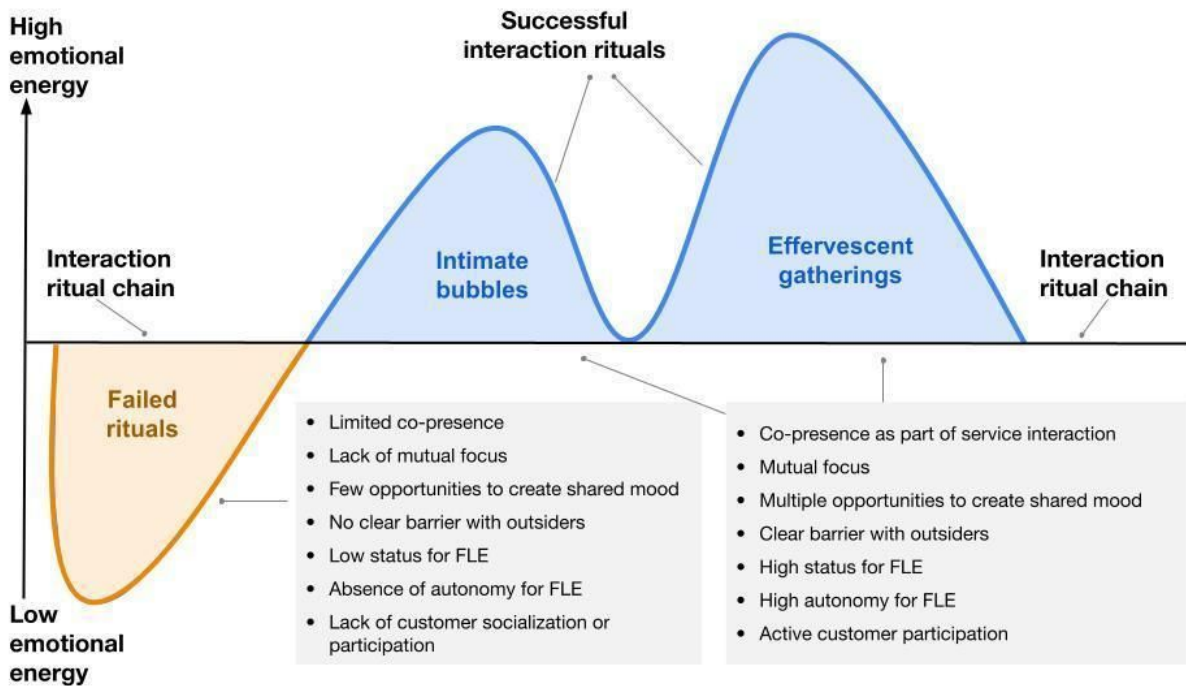 High
emotional
energy
Successful
interaction rituals
Interaction
ritual chain
Intimate
bubbles
Effervescent
gatherings
Interaction
ritual chain
Failed
rituals
• Limited co-presence
• Lack of mutual focus
• Few opportunities to create shared mood
• No clear barrier with outsiders
• Low status for FLE
• Absence of autonomy for FLE
• Lack of customer socialization or
participation
• Co-presence as part of service interaction
• Mutual focus
• Multiple opportunities to create shared mood
• Clear barrier with outsiders
• High status for FLE
• High autonomy for FLE
• Active customer participation
Low
emotional
energy